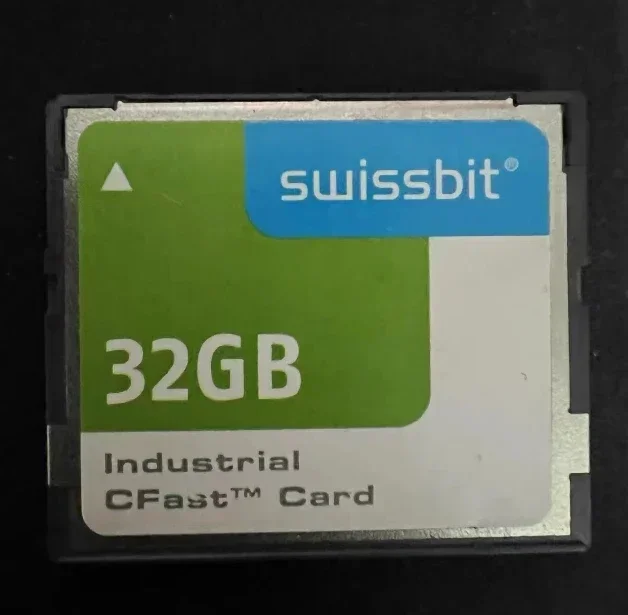 swissbit®
32GB
Industrial
CFast™ Card